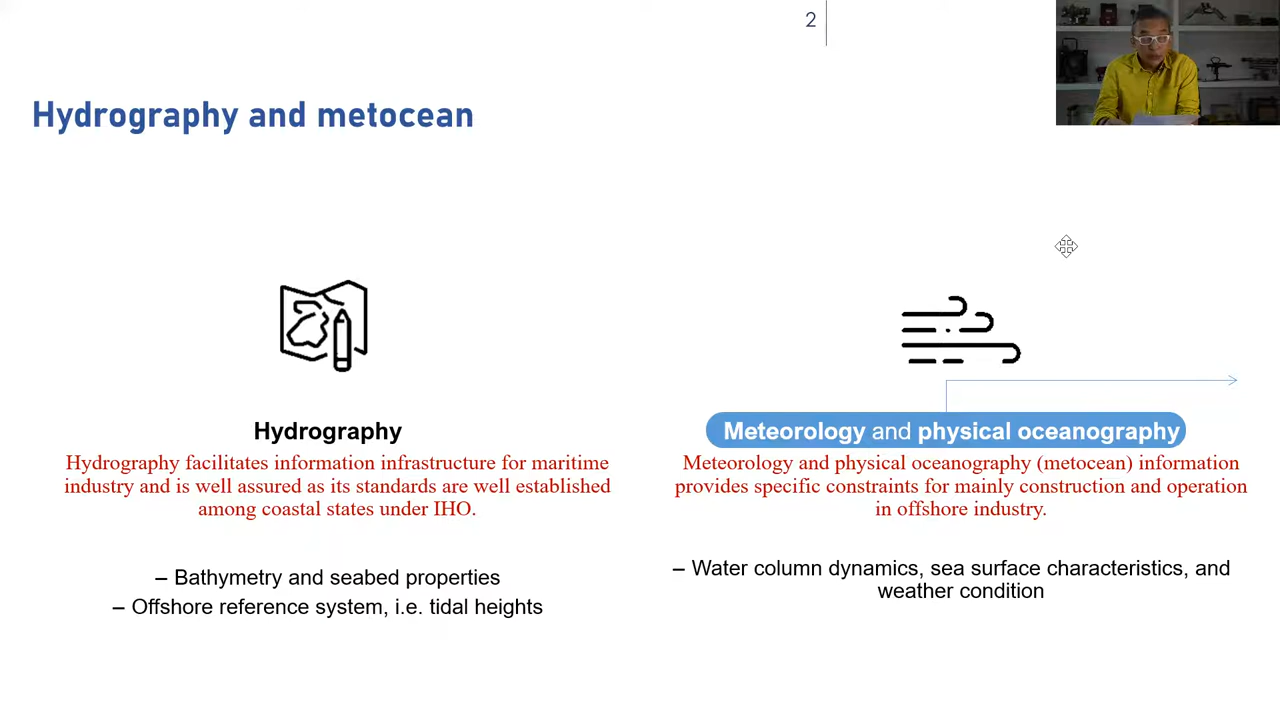 2
Hydrography and metocean
Hydrography
Hydrography facilitates information infrastructure for maritime
industry and is well assured as its standards are well established
among coastal states under IHO.
– Bathymetry and seabed properties
– Offshore reference system, i.e. tidal heights
Meteorology and physical oceanography
Meteorology and physical oceanography (metocean) information
provides specific constraints for mainly construction and operation
in offshore industry.
– Water column dynamics, sea surface characteristics, and
weather condition